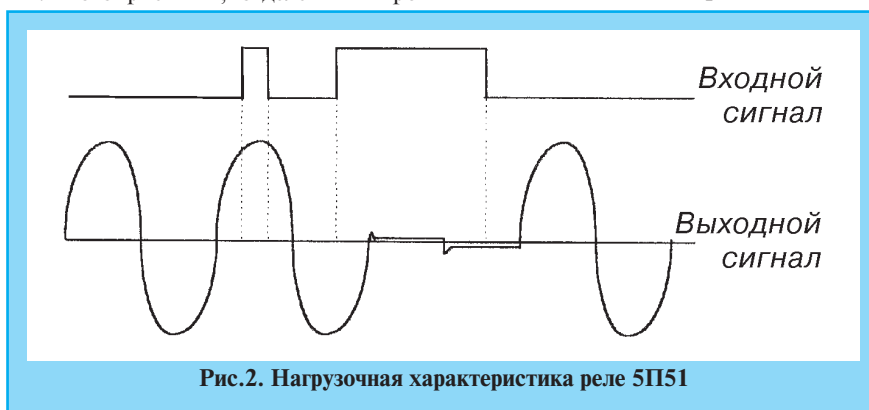 Входной
сигнал
Выходной
сигнал
Рис.2. Нагрузочная характеристика реле 5П51